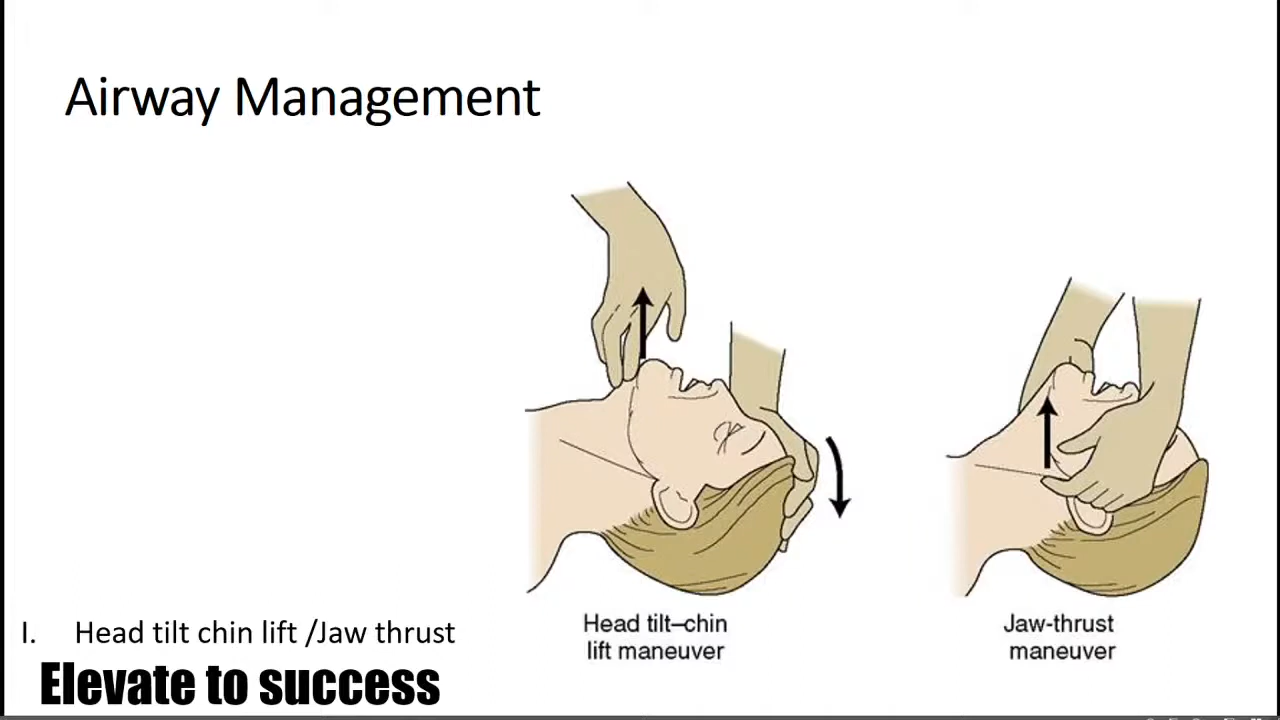 Airway Management
Head tilt–chin
lift maneuver
Jaw-thrust
maneuver
I. Head tilt chin lift /Jaw thrust
Elevate to success